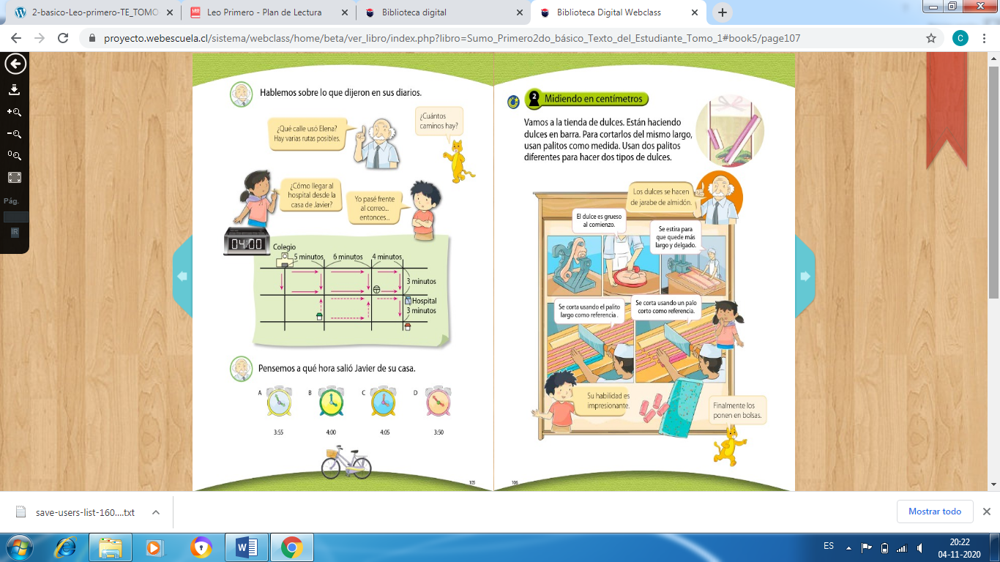 2-basico-Leo-primero-TE_TOMO
Leo Primero - Plan de Lectura
Biblioteca digital
Biblioteca Digital Webclass
proyecto.webescuela.cl/sistema/webclass/home/beta/ver_libro/index.php?libro=Sumo_Primero2do_básico_Texto_del_Estudiante_Tomo_1#book5/page107
C
Pág.
IR
Hablemos sobre lo que dijeron en sus diarios.
¿Qué calle usó Elena?
Hay varias rutas posibles.
¿Cuántos
caminos hay?
¿Cómo llegar al
hospital desde la
casa de Javier?
Yo pasé frente
al correo...
entonces...
04:00
Colegio
5 minutos
6 minutos
4 minutos
3 minutos
Hospital
3 minutos
Pensemos a qué hora salió Javier de su casa.
A
B
C
D
3:55
4:00
4:05
3:50
105
2
Midiendo en centímetros
Vamos a la tienda de dulces. Están haciendo
dulces en barra. Para cortarlos del mismo largo,
usan palitos como medida. Usan dos palitos
diferentes para hacer dos tipos de dulces.
Los dulces se hacen
de jarabe de almidón.
El dulce es grueso
al comienzo.
Se estira para
que quede más
largo y delgado.
Se corta usando el palito
largo como referencia .
Se corta usando un palo
corto como referencia.
Su habilidad es
impresionante.
Finalmente los
ponen en bolsas.
106
save-users-list-160....txt
Mostrar todo
ES
20:22
04-11-2020